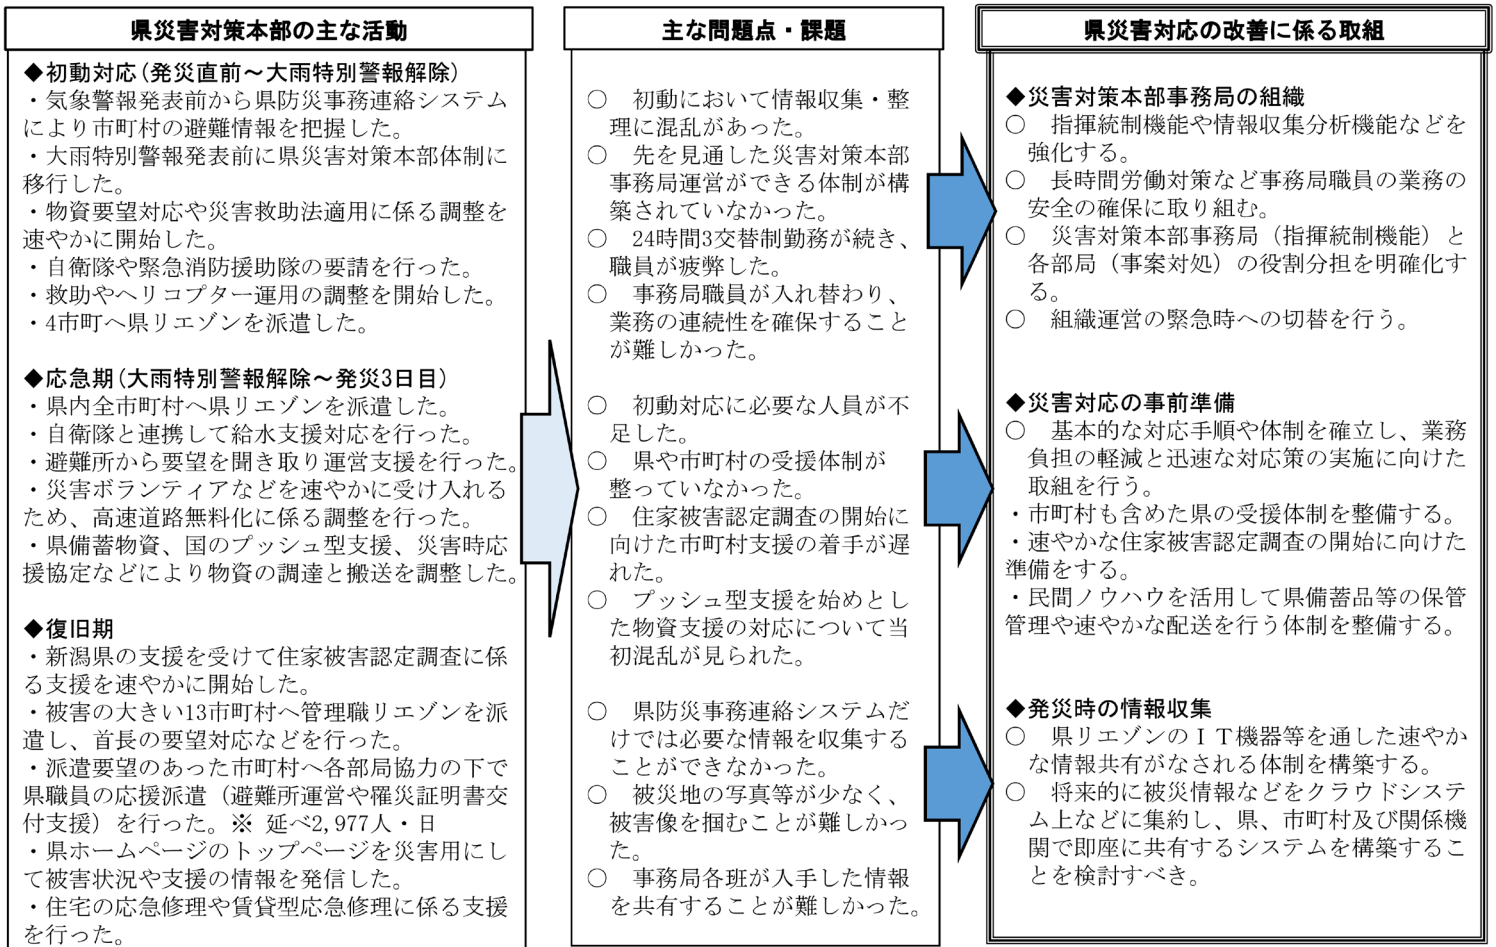 県災害対策本部の主な活動
◆初動対応(発災直前～大雨特別警報解除)
・気象警報発表前から県防災事務連絡システム
により市町村の避難情報を把握した。
・大雨特別警報発表前に県災害対策本部体制に
移行した。
・物資要望対応や災害救助法適用に係る調整を
速やかに開始した。
・自衛隊や緊急消防援助隊の要請を行った。
・救助やヘリコプター運用の調整を開始した。
・4市町へ県リエゾンを派遣した。
◆応急期(大雨特別警報解除～発災3日目)
・県内全市町村へ県リエゾンを派遣した。
・自衛隊と連携して給水支援対応を行った。
・避難所から要望を聞き取り運営支援を行った。
・災害ボランティアなどを速やかに受け入れる
ため、高速道路無料化に係る調整を行った。
・県備蓄物資、国のプッシュ型支援、災害時応
援協定などにより物資の調達と搬送を調整した。
◆復旧期
・新潟県の支援を受けて住家被害認定調査に係
る支援を速やかに開始した。
・被害の大きい13市町村へ管理職リエゾンを派
遣し、首長の要望対応などを行った。
・派遣要望のあった市町村へ各部局協力の下で
県職員の応援派遣（避難所運営や罹災証明書交
付支援）を行った。※ 延べ2,977人・日
・県ホームページのトップページを災害用にし
て被害状況や支援の情報を発信した。
・住宅の応急修理や賃貸型応急修理に係る支援
を行った。
主な問題点・課題
○　初動において情報収集・整
理に混乱があった。
○　先を見通した災害対策本部
事務局運営ができる体制が構
築されていなかった。
○　24時間3交替制勤務が続き、
職員が疲弊した。
○　事務局職員が入れ替わり、
業務の連続性を確保すること
が難しかった。
○　初動対応に必要な人員が不
足した。
○　県や市町村の受援体制が
整っていなかった。
○　住家被害認定調査の開始に
向けた市町村支援の着手が遅
れた。
○　プッシュ型支援を始めとし
た物資支援の対応について当
初混乱が見られた。
○　県防災事務連絡システムだ
けでは必要な情報を収集する
ことができなかった。
○　被災地の写真等が少なく、
被害像を掴むことが難しかっ
た。
○　事務局各班が入手した情報
を共有することが難しかった。
県災害対応の改善に係る取組
◆災害対策本部事務局の組織
○　指揮統制機能や情報収集分析機能などを
強化する。
○　長時間労働対策など事務局職員の業務の
安全の確保に取り組む。
○　災害対策本部事務局（指揮統制機能）と
各部局（事案対処）の役割分担を明確化す
る。
○　組織運営の緊急時への切替を行う。
◆災害対応の事前準備
○　基本的な対応手順や体制を確立し、業務
負担の軽減と迅速な対応策の実施に向けた
取組を行う。
・市町村も含めた県の受援体制を整備する。
・速やかな住家被害認定調査の開始に向けた
準備をする。
・民間ノウハウを活用して県備蓄品等の保管
管理や速やかな配送を行う体制を整備する。
◆発災時の情報収集
○　県リエゾンのＩＴ機器等を通した速やか
な情報共有がなされる体制を構築する。
○　将来的に被災情報などをクラウドシステ
ム上などに集約し、県、市町村及び関係機
関で即座に共有するシステムを構築するこ
とを検討すべき。